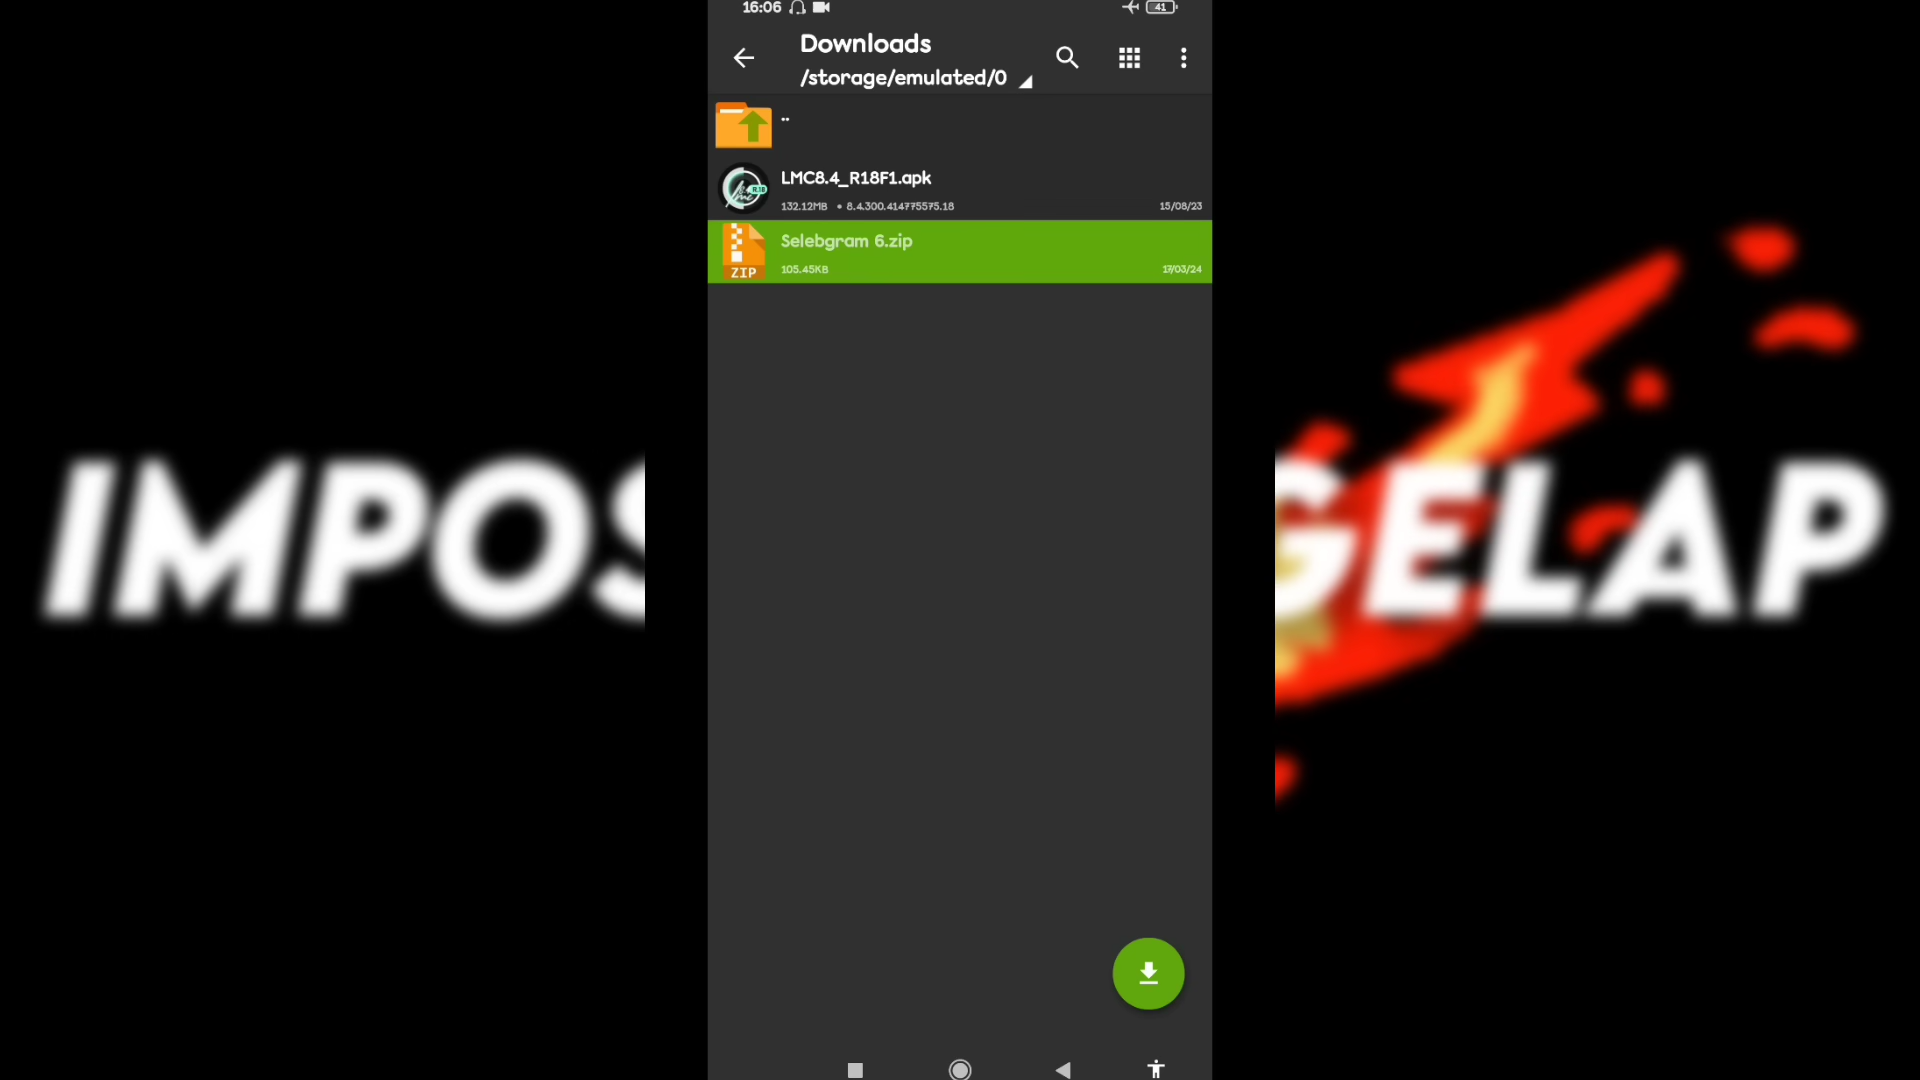 16:06
41
Downloads
/storage/emulated/0
..
LMC8.4_R18F1.apk
132.12MB • 8.4.300.414775575.18
15/08/23
Selebgram 6.zip
105.45KB
17/03/24
ZIP
IMPOS
GELAP